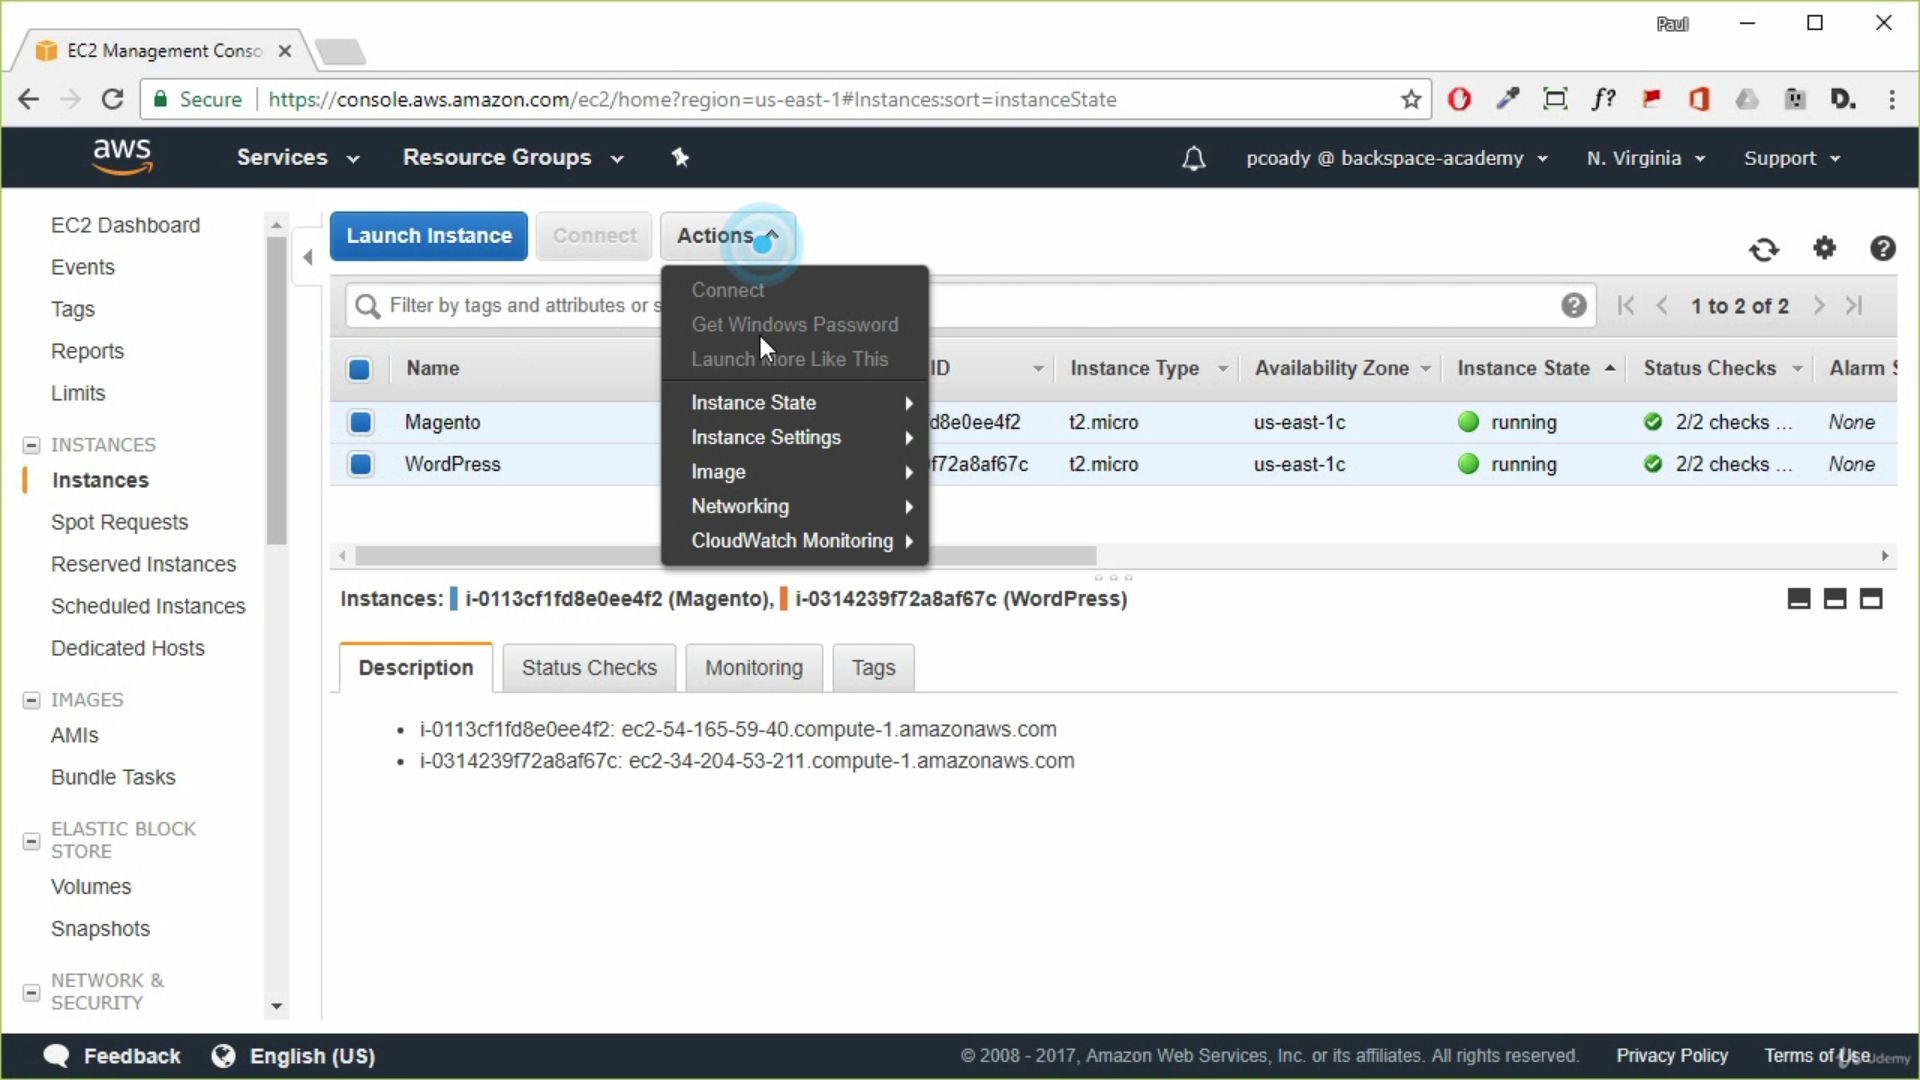 Paul
EC2 Management Conso
Secure https://console.aws.amazon.com/ec2/home?region=us-east-1#Instances:sort=instanceState
f?
D.
aws Services Resource Groups pcoady @ backspace-academy N. Virginia Support
EC2 Dashboard
Events
Tags
Reports
Limits
INSTANCES
Instances
Spot Requests
Reserved Instances
Scheduled Instances
Dedicated Hosts
IMAGES
AMIs
Bundle Tasks
ELASTIC BLOCK
STORE
Volumes
Snapshots
NETWORK &
SECURITY
Launch Instance Connect Actions
Connect
Get Windows Password
Launch More Like This
Instance State
Instance Settings
Image
Networking
CloudWatch Monitoring
Filter by tags and attributes or s 1 to 2 of 2
Name ID Instance Type Availability Zone Instance State Status Checks Alarm S
Magento d8e0ee4f2 t2.micro us-east-1c running 2/2 checks ... None
WordPress f72a8af67c t2.micro us-east-1c running 2/2 checks ... None
Instances: i-0113cf1fd8e0ee4f2 (Magento), i-0314239f72a8af67c (WordPress)
Description Status Checks Monitoring Tags
• i-0113cf1fd8e0ee4f2: ec2-54-165-59-40.compute-1.amazonaws.com
• i-0314239f72a8af67c: ec2-34-204-53-211.compute-1.amazonaws.com
Feedback English (US) © 2008 - 2017, Amazon Web Services, Inc. or its affiliates. All rights reserved. Privacy Policy Terms of Use
Udemy